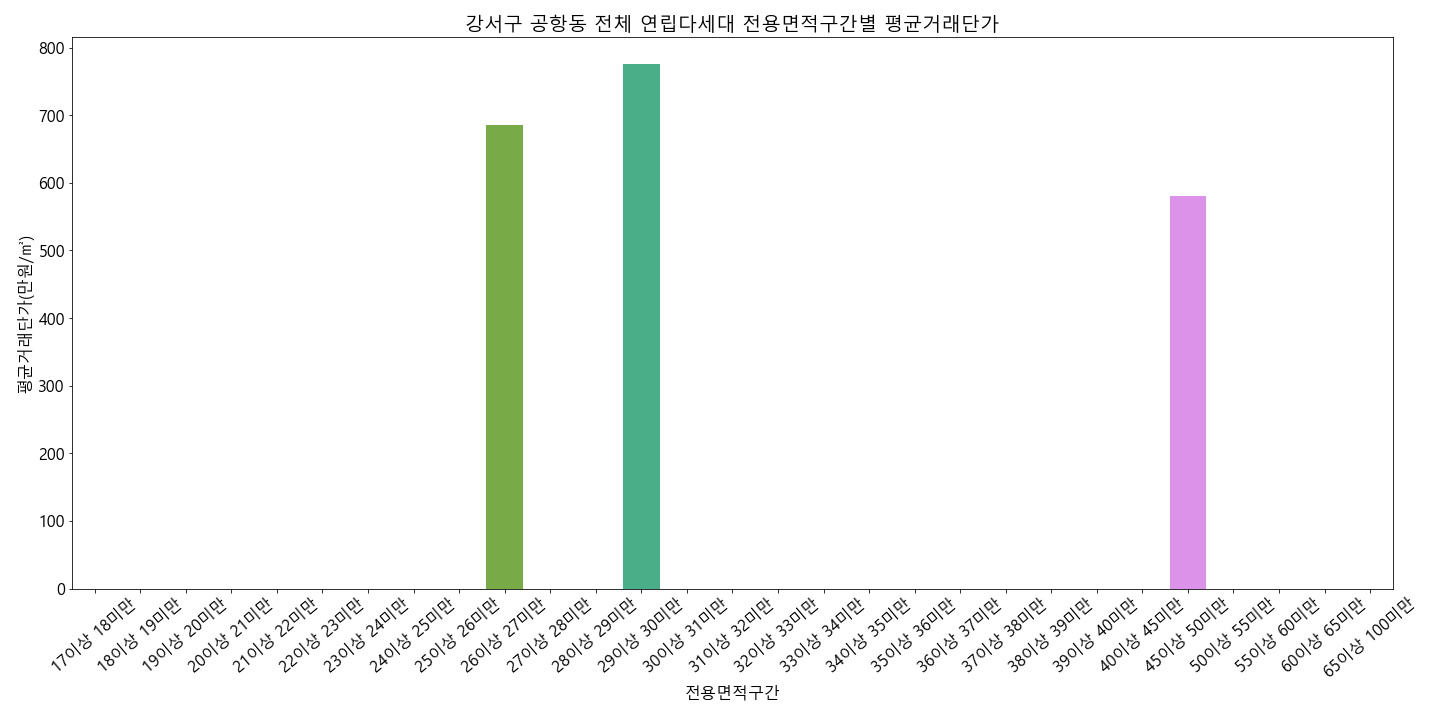 강서구 공항동 전체 연립다세대 전용면적구간별 평균거래단가
평균거래단가(만원/㎡)
800
700
600
500
400
300
200
100
0
17이상 18미만
18이상 19미만
19이상 20미만
20이상 21미만
21이상 22미만
22이상 23미만
23이상 24미만
24이상 25미만
25이상 26미만
26이상 27미만
27이상 28미만
28이상 29미만
29이상 30미만
30이상 31미만
31이상 32미만
32이상 33미만
33이상 34미만
34이상 35미만
35이상 36미만
36이상 37미만
37이상 38미만
38이상 39미만
39이상 40미만
40이상 45미만
45이상 50미만
50이상 55미만
55이상 60미만
60이상 65미만
65이상 100미만
전용면적구간